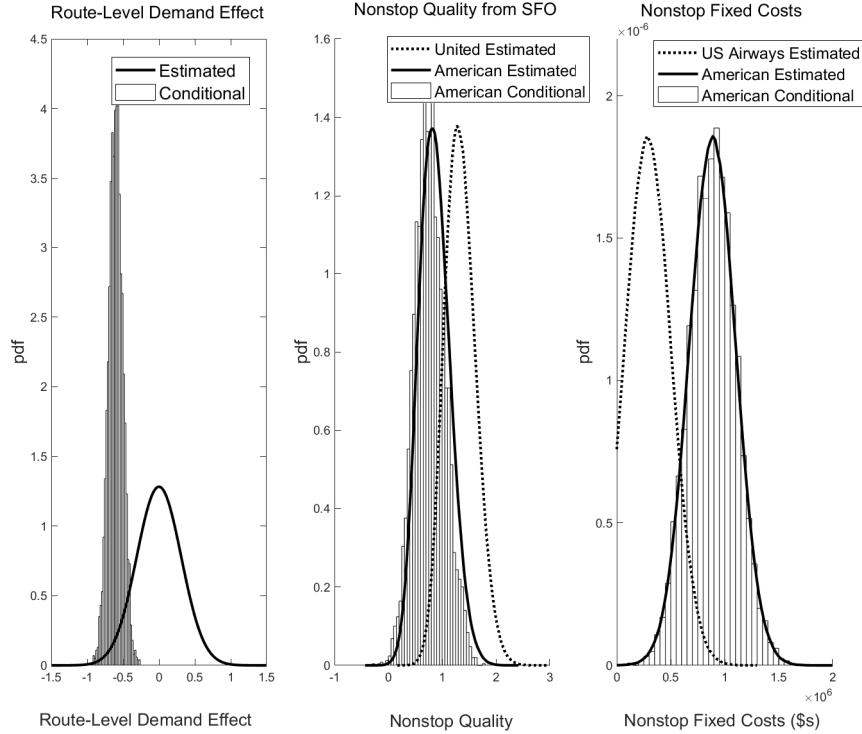 Route-Level Demand Effect
4.5
4
3.5
3
2.5
2
1.5
1
0.5
0
-1.5
-1
-0.5
0
0.5
1
1.5
pdf
Estimated
Conditional
Route-Level Demand Effect
Nonstop Quality from SFO
1.6
1.4
1.2
1
0.8
0.6
0.4
0.2
0
-1
0
1
2
3
pdf
United Estimated
American Estimated
American Conditional
Nonstop Quality
Nonstop Fixed Costs
×10⁻⁶
2
1.5
1
0.5
0
0
0.5
1
1.5
2
×10⁶
pdf
US Airways Estimated
American Estimated
American Conditional
Nonstop Fixed Costs ($s)